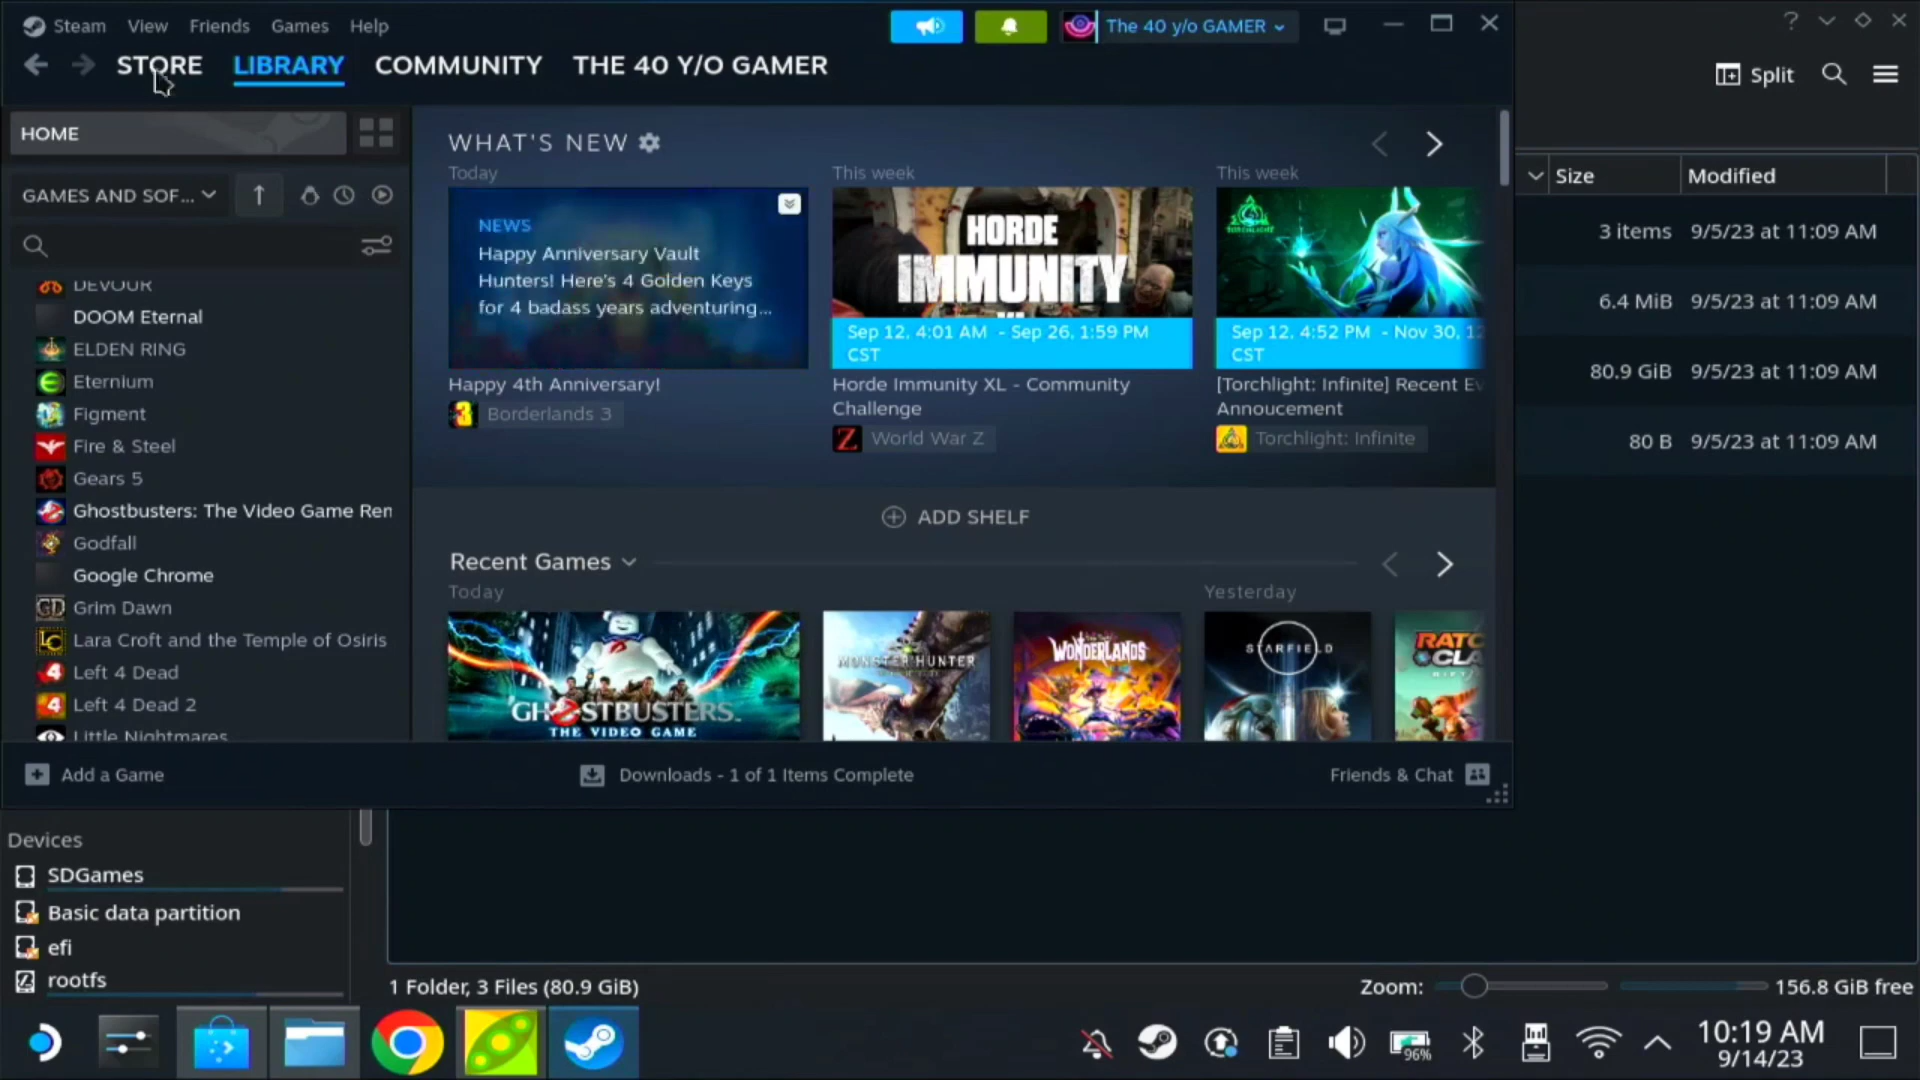 Steam View Friends Games Help
The 40 y/o GAMER
STORE LIBRARY COMMUNITY THE 40 Y/O GAMER
Split
HOME
WHAT'S NEW
Today
This week
This week
GAMES AND SOF...
Size
Modified
NEWS
Happy Anniversary Vault
Hunters! Here's 4 Golden Keys
for 4 badass years adventuring...
HORDE
IMMUNITY
XL
TORCHLIGHT
Sep 12, 4:01 AM - Sep 26, 1:59 PM
CST
Sep 12, 4:52 PM - Nov 30, 12
CST
Happy 4th Anniversary!
Borderlands 3
Horde Immunity XL - Community
Challenge
World War Z
[Torchlight: Infinite] Recent Ev
Annoucement
Torchlight: Infinite
3 items 9/5/23 at 11:09 AM
6.4 MiB 9/5/23 at 11:09 AM
80.9 GiB 9/5/23 at 11:09 AM
80 B 9/5/23 at 11:09 AM
DEVOUR
DOOM Eternal
ELDEN RING
Eternium
Figment
Fire & Steel
Gears 5
Ghostbusters: The Video Game Rem
Godfall
Google Chrome
GD Grim Dawn
LC Lara Croft and the Temple of Osiris
Left 4 Dead
Left 4 Dead 2
Little Nightmares
ADD SHELF
Recent Games
Today
Yesterday
GHOSTBUSTERS
THE VIDEO GAME
MONSTER HUNTER
WONDERLANDS
STARFIELD
RATC
CLA
Add a Game
Downloads - 1 of 1 Items Complete
Friends & Chat
Devices
SDGames
Basic data partition
efi
rootfs
1 Folder, 3 Files (80.9 GiB)
Zoom:
156.8 GiB free
96%
10:19 AM
9/14/23